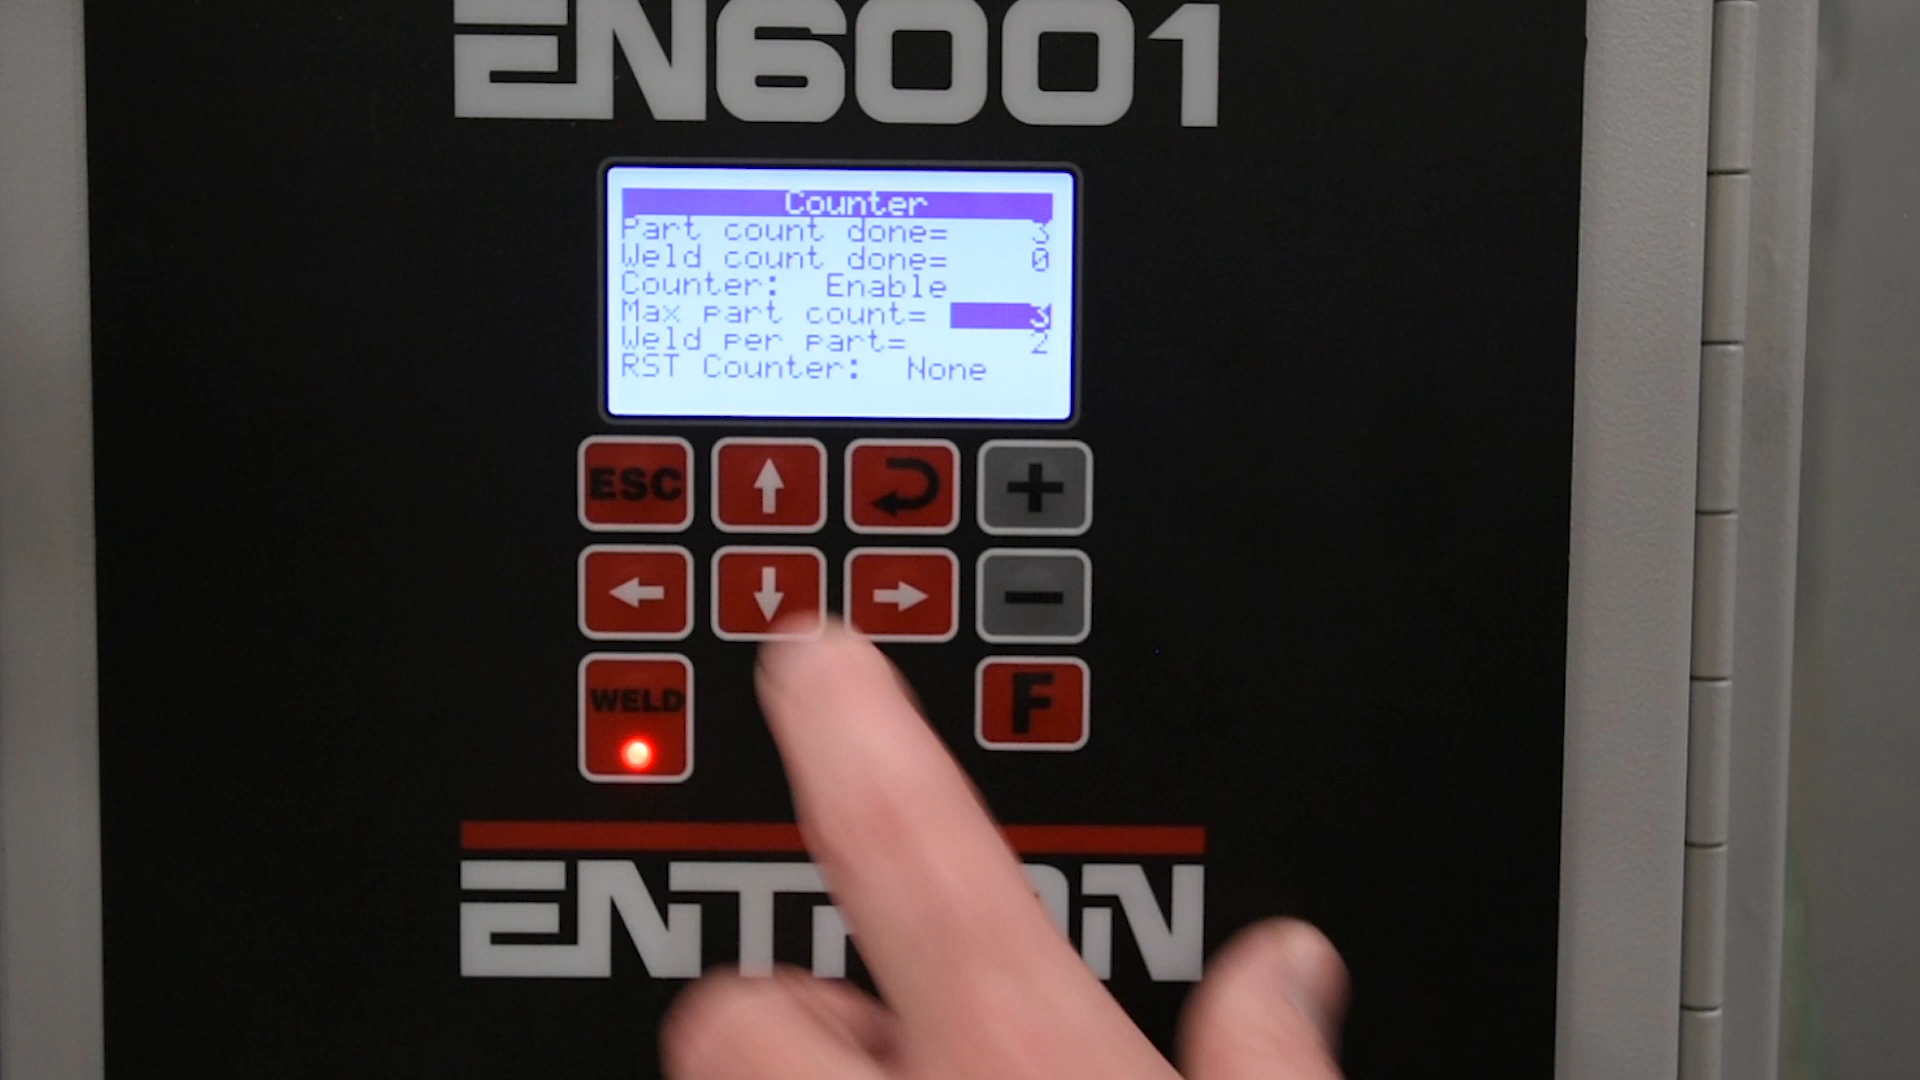 EN6001
Counter
Part count done= 3
Weld count done= 0
Counter: Enable
Max part count= 3
Weld per part= 2
RST Counter: None
ESC
+
-
WELD
F